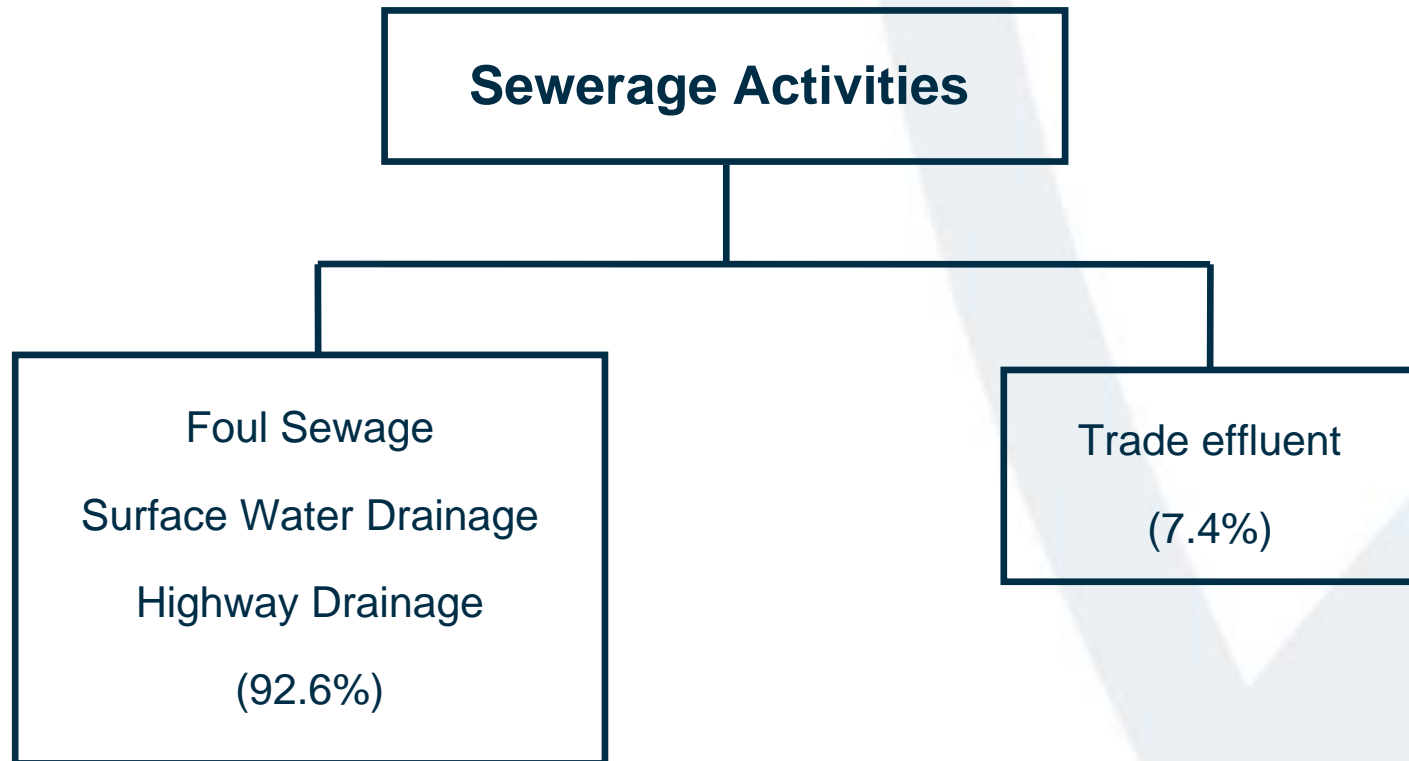 Sewerage Activities
Foul Sewage
Surface Water Drainage
Highway Drainage
(92.6%)
Trade effluent
(7.4%)